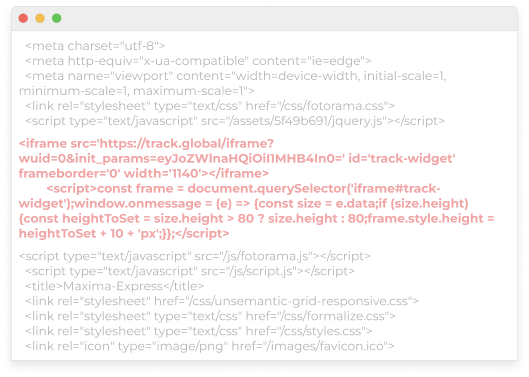 <meta charset="utf-8">
<meta http-equiv="x-ua-compatible" content="ie=edge">
<meta name="viewport" content="width=device-width, initial-scale=1,
minimum-scale=1, maximum-scale=1">
<link rel="stylesheet" type="text/css" href="/css/fotorama.css">
<script type="text/javascript" src="/assets/5f49b691/jquery.js"></script>
<iframe src='https://track.global/iframe?
wuid=0&init_params=eyJoZWlnaHQiOiI1MHB4In0=' id='track-widget'
frameborder='0' width='1140'></iframe>
<script>const frame = document.querySelector('iframe#track-
widget');window.onmessage = (e) => {const size = e.data;if (size.height)
{const heightToSet = size.height > 80 ? size.height : 80;frame.style.height =
heightToSet + 10 + 'px';}};</script>
<script type="text/javascript" src="/js/fotorama.js"></script>
<script type="text/javascript" src="/js/script.js"></script>
<title>Maxima-Express</title>
<link rel="stylesheet" href="/css/unsemantic-grid-responsive.css">
<link rel="stylesheet" type="text/css" href="/css/formalize.css">
<link rel="stylesheet" type="text/css" href="/css/styles.css">
<link rel="icon" type="image/png" href="/images/favicon.ico">